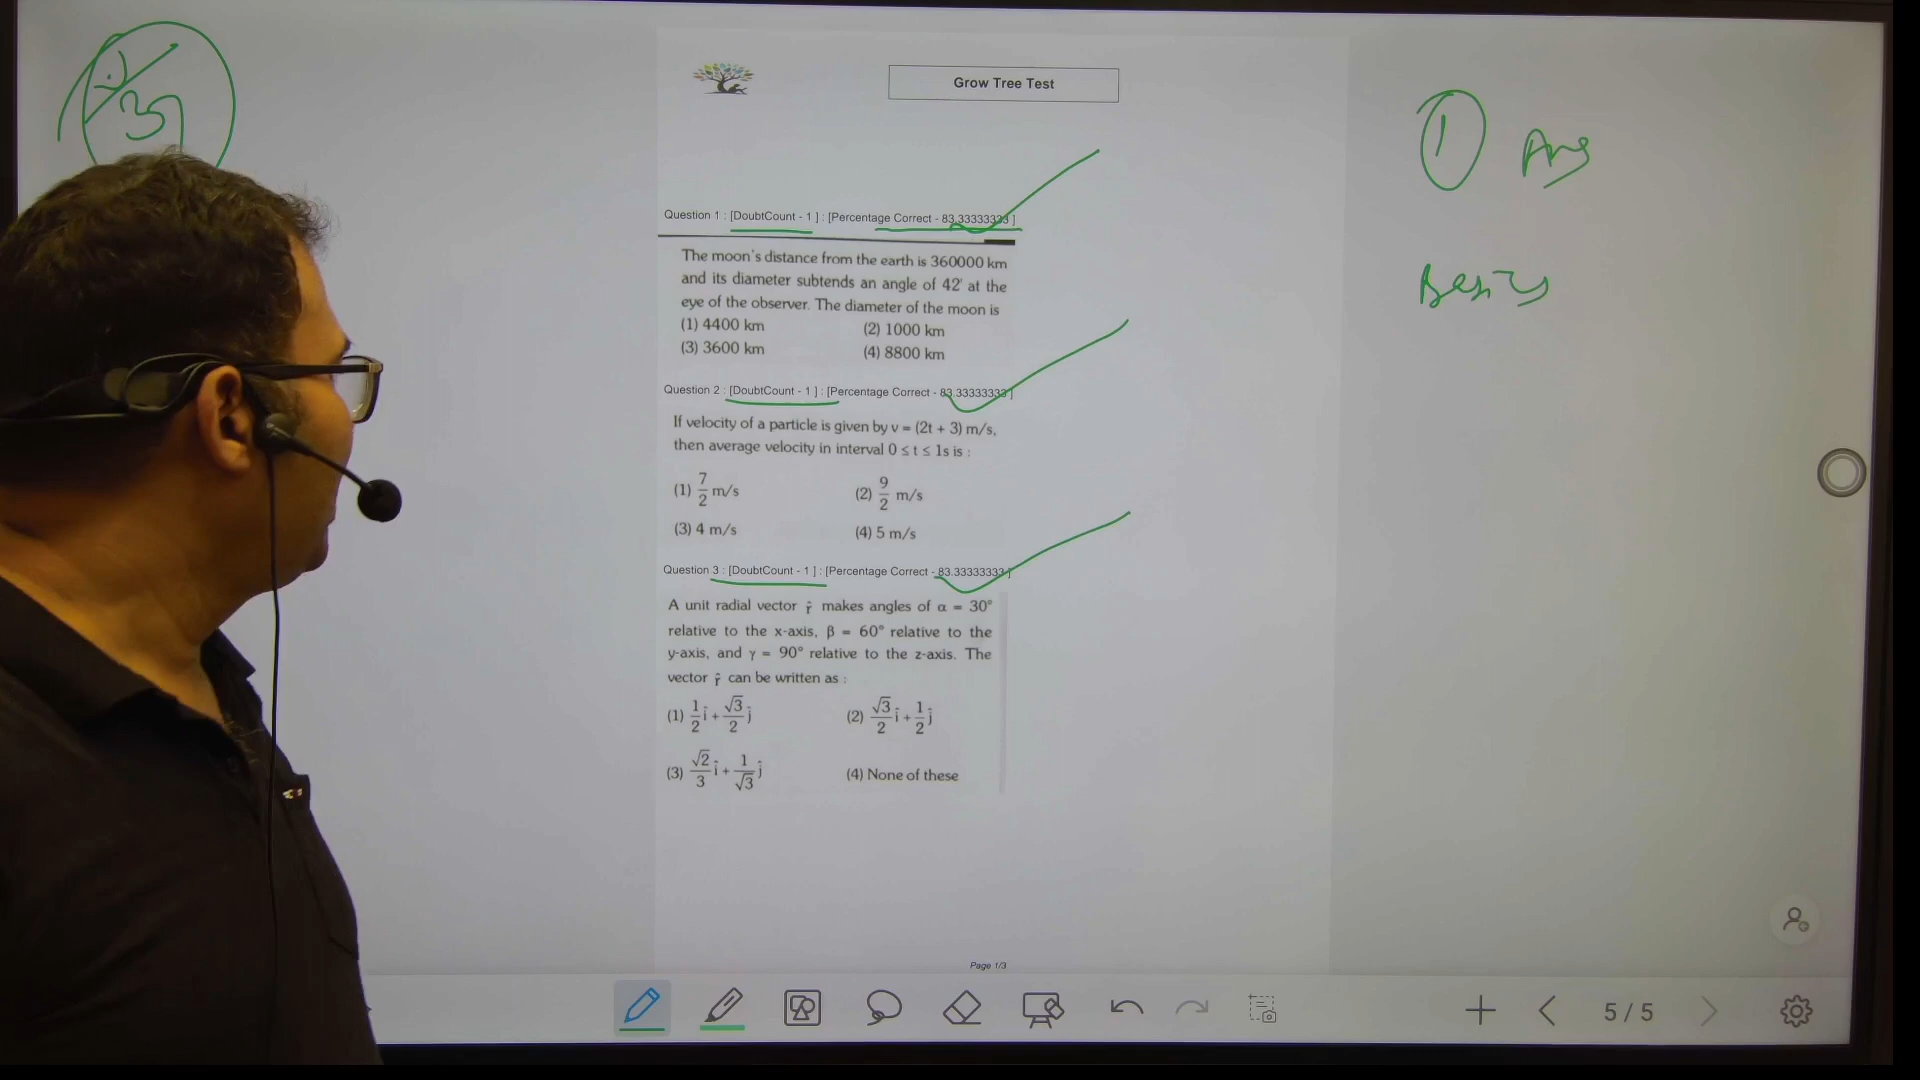 Grow Tree Test
1 Ans
Question 1 : [DoubtCount - 1 ] : [Percentage Correct - 83.33333333 ]
The moon's distance from the earth is 360000 km
and its diameter subtends an angle of 42' at the
eye of the observer. The diameter of the moon is
(1) 4400 km (2) 1000 km
(3) 3600 km (4) 8800 km
Question 2 : [DoubtCount - 1 ] : [Percentage Correct - 83.33333333 ]
If velocity of a particle is given by v = (2t + 3) m/s,
then average velocity in interval 0 ≤ t ≤ 1s is :
(1) 7/2 m/s (2) 9/2 m/s
(3) 4 m/s (4) 5 m/s
Question 3 : [DoubtCount - 1 ] : [Percentage Correct - 83.33333333 ]
A unit radial vector r̂ makes angles of α = 30°
relative to the x-axis, β = 60° relative to the
y-axis, and γ = 90° relative to the z-axis. The
vector r̂ can be written as :
(1) 1/2 î + √3/2 ĵ (2) √3/2 î + 1/2 ĵ
(3) √2/3 î + 1/√3 ĵ (4) None of these
Page 1/3
5 / 5